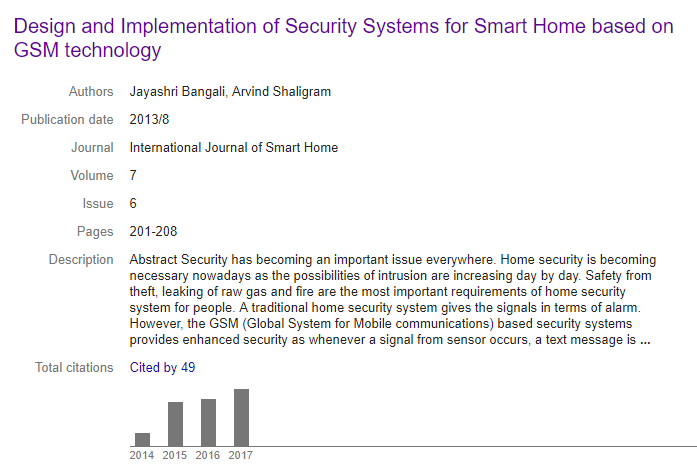 Design and Implementation of Security Systems for Smart Home based on
GSM technology
Authors Jayashri Bangali, Arvind Shaligram
Publication date 2013/8
Journal International Journal of Smart Home
Volume 7
Issue 6
Pages 201-208
Description Abstract Security has becoming an important issue everywhere. Home security is becoming
necessary nowadays as the possibilities of intrusion are increasing day by day. Safety from
theft, leaking of raw gas and fire are the most important requirements of home security
system for people. A traditional home security system gives the signals in terms of alarm.
However, the GSM (Global System for Mobile communications) based security systems
provides enhanced security as whenever a signal from sensor occurs, a text message is ...
Total citations Cited by 49
2014 2015 2016 2017